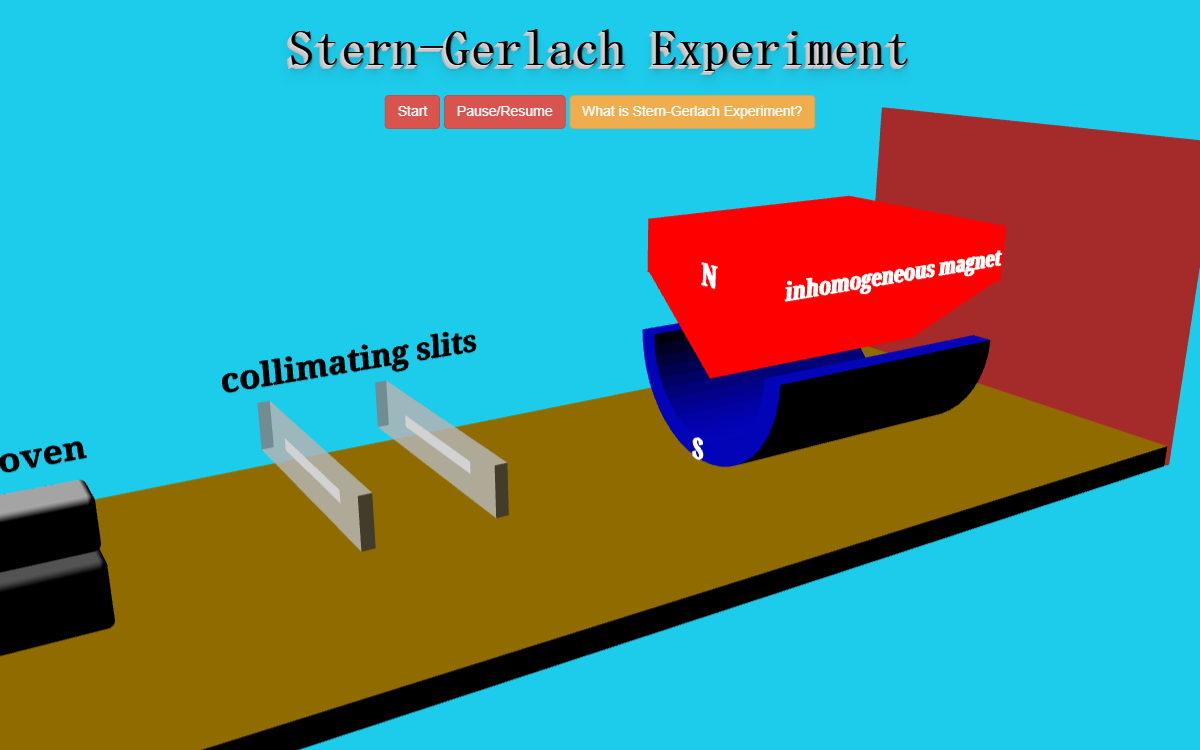 Stern-Gerlach Experiment
Start
Pause/Resume
What is Stern-Gerlach Experiment?
N
inhomogeneous magnet
collimating slits
oven
S